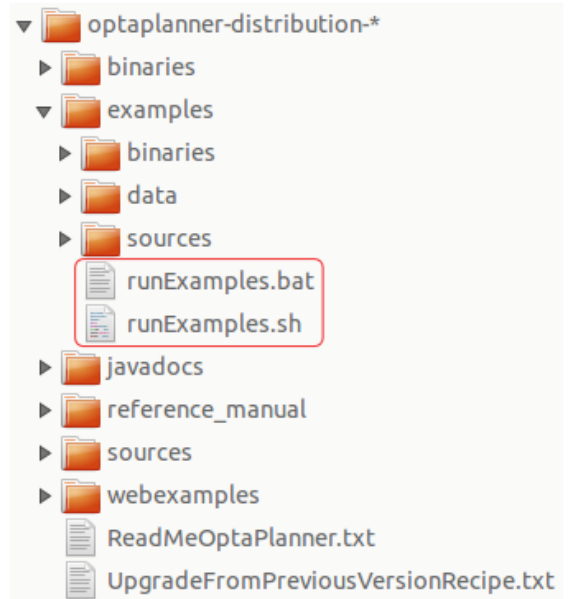 optaplanner-distribution-*
binaries
examples
binaries
data
sources
runExamples.bat
runExamples.sh
javadocs
reference_manual
sources
webexamples
ReadMeOptaPlanner.txt
UpgradeFromPreviousVersionRecipe.txt